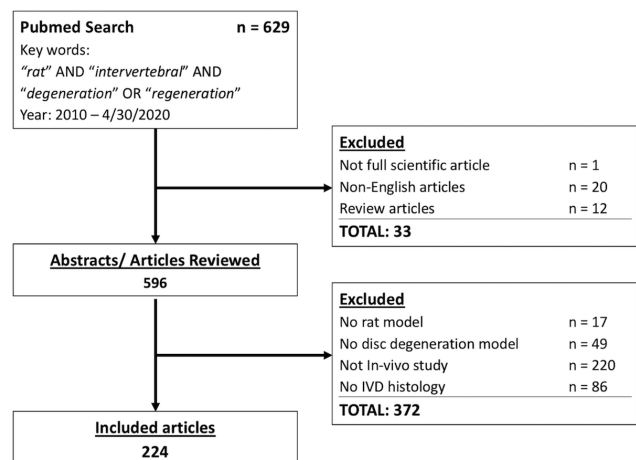 Pubmed Search n = 629
Key words:
“rat” AND “intervertebral” AND
“degeneration” OR “regeneration”
Year: 2010 – 4/30/2020
Excluded
Not full scientific article n = 1
Non-English articles n = 20
Review articles n = 12
TOTAL: 33
Abstracts/ Articles Reviewed
596
Excluded
No rat model n = 17
No disc degeneration model n = 49
Not In-vivo study n = 220
No IVD histology n = 86
TOTAL: 372
Included articles
224